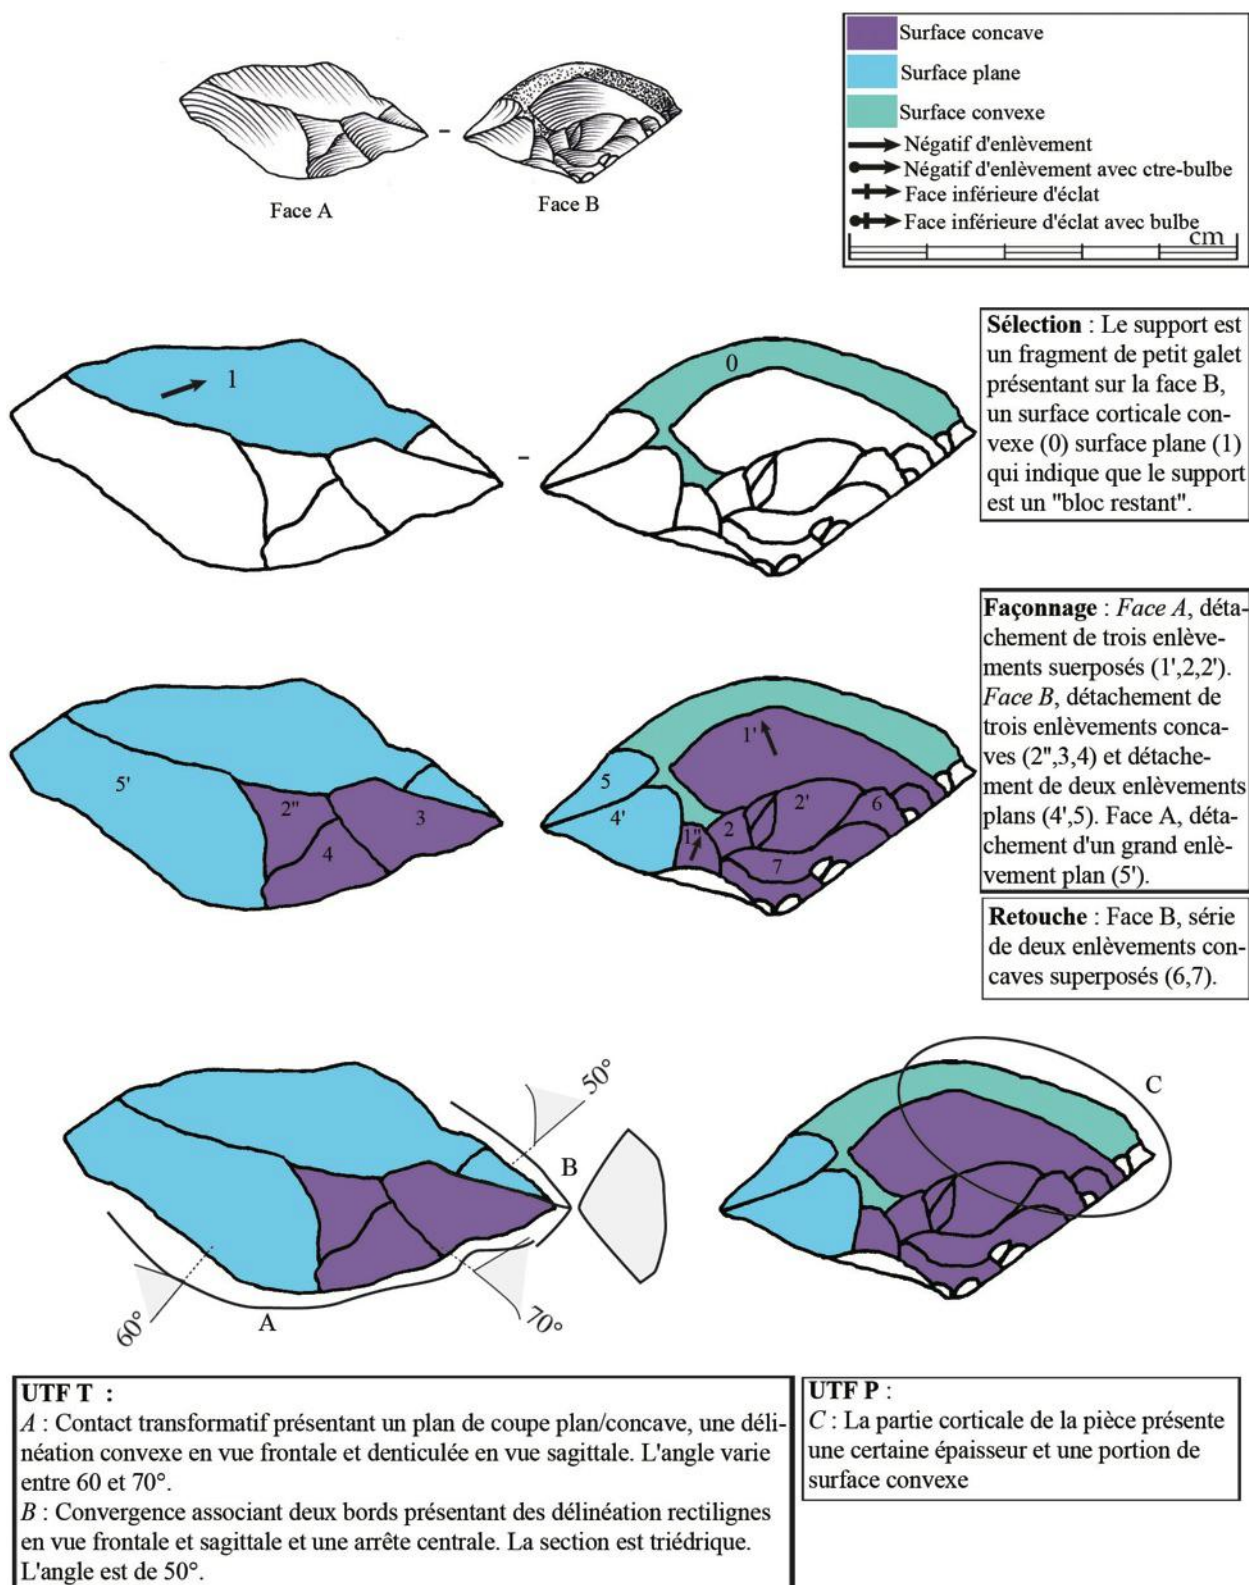 Surface concave
Surface plane
Surface convexe
Négatif d'enlèvement
Négatif d'enlèvement avec ctre-bulbe
Face inférieure d'éclat
Face inférieure d'éclat avec bulbe
cm
Face A
-
Face B
1
-
0
Sélection : Le support est
un fragment de petit galet
présentant sur la face B,
un surface corticale con-
vexe (0) surface plane (1)
qui indique que le support
est un "bloc restant".
5'
2"
3
4
1'
5
4'
1"
2
2'
6
7
Façonnage : Face A, déta-
chement de trois enlève-
ments suerposés (1',2,2').
Face B, détachement de
trois enlèvements conca-
ves (2",3,4) et détache-
ment de deux enlèvements
plans (4',5). Face A, déta-
chement d'un grand enlè-
vement plan (5').
Retouche : Face B, série
de deux enlèvements con-
caves superposés (6,7).
50°
B
60°
A
70°
C
UTF T :
A : Contact transformatif présentant un plan de coupe plan/concave, une déli-
néation convexe en vue frontale et denticulée en vue sagittale. L'angle varie
entre 60 et 70°.
B : Convergence associant deux bords présentant des délinéation rectilignes
en vue frontale et sagittale et une arrête centrale. La section est triédrique.
L'angle est de 50°.
UTF P :
C : La partie corticale de la pièce présente
une certaine épaisseur et une portion de
surface convexe